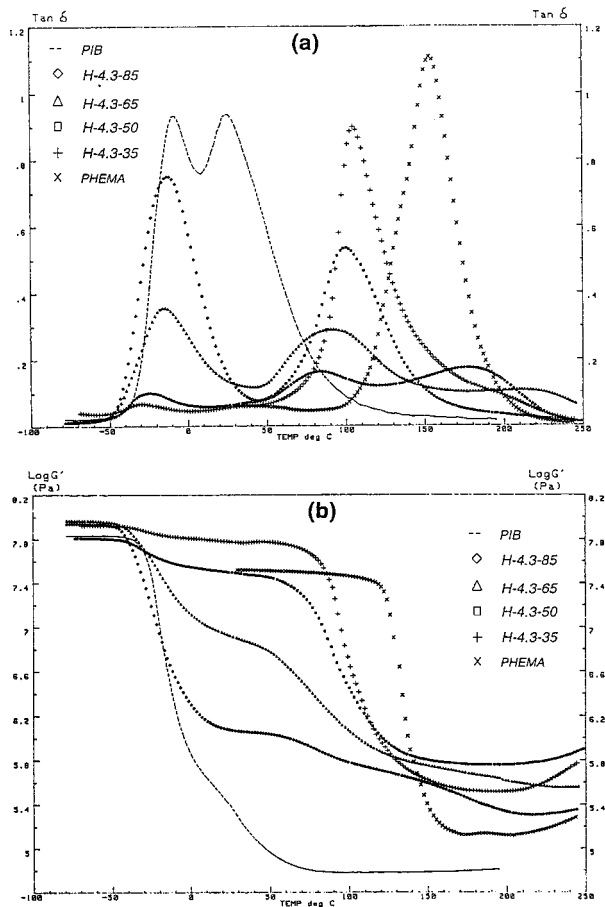 Tan δ
Tan δ
(a)
PIB
H-4.3-85
H-4.3-65
H-4.3-50
H-4.3-35
PHEMA
1.2
1
.8
.6
.4
.2
1.2
1
.8
.6
.4
.2
-100
-50
0
50
100
150
200
250
TEMP deg C
LogG'
(Pa)
LogG'
(Pa)
(b)
PIB
H-4.3-85
H-4.3-65
H-4.3-50
H-4.3-35
PHEMA
8.2
7.8
7.4
7
6.6
6.2
5.8
5.4
5
8.2
7.8
7.4
7
6.6
6.2
5.8
5.4
5
-100
-50
0
50
100
150
200
250
TEMP deg C